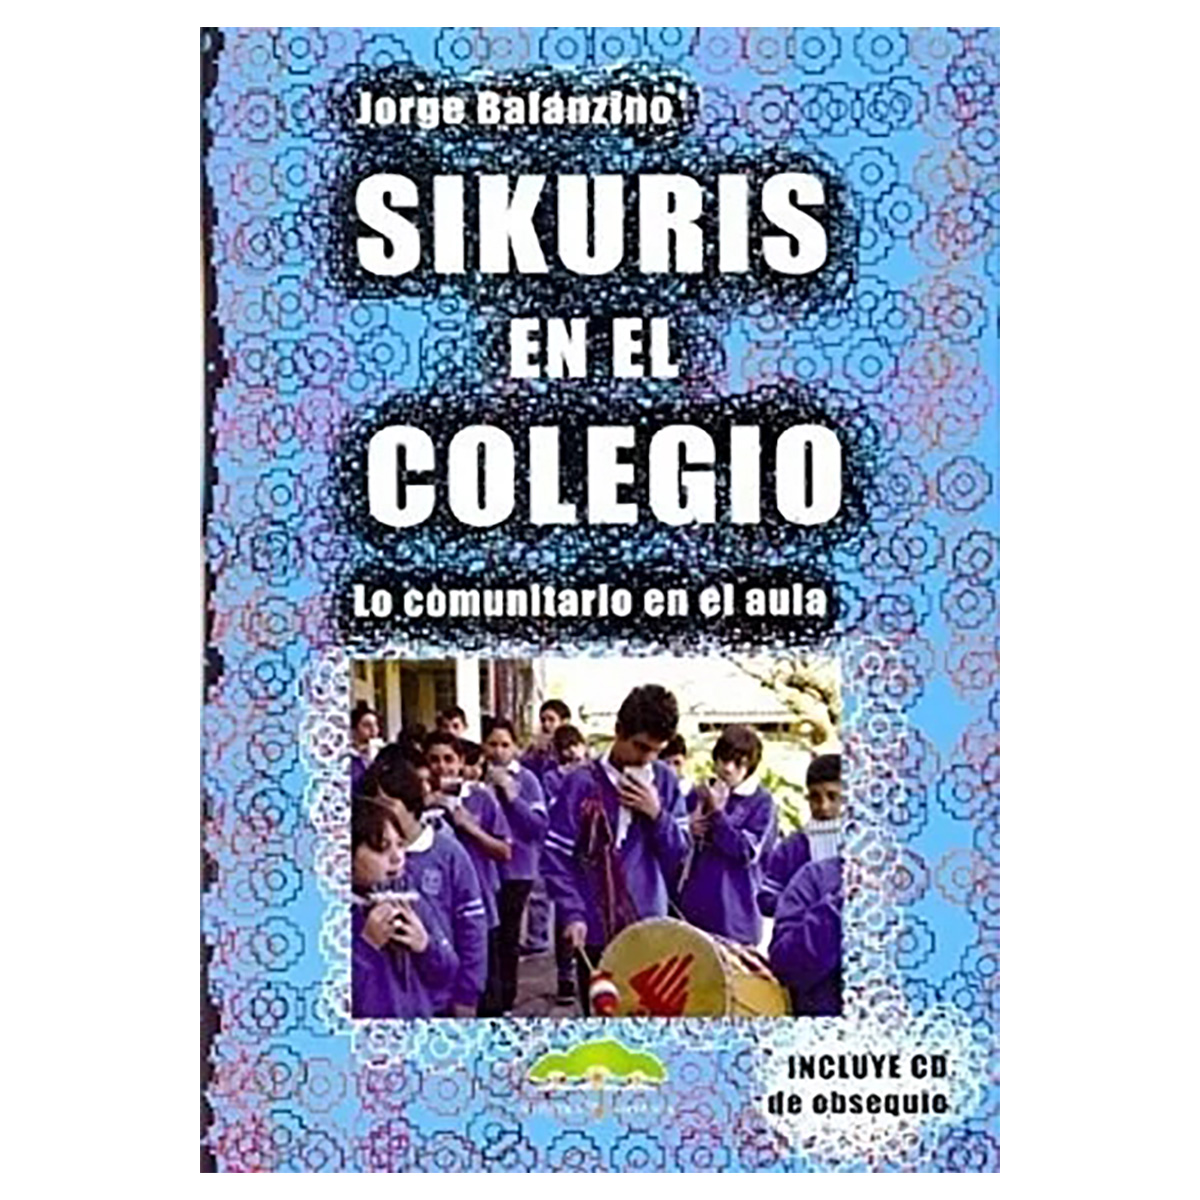 Jorge Balanzino
SIKURIS
EN EL
COLEGIO
Lo comunitario en el aula
INCLUYE CD
de obsequio